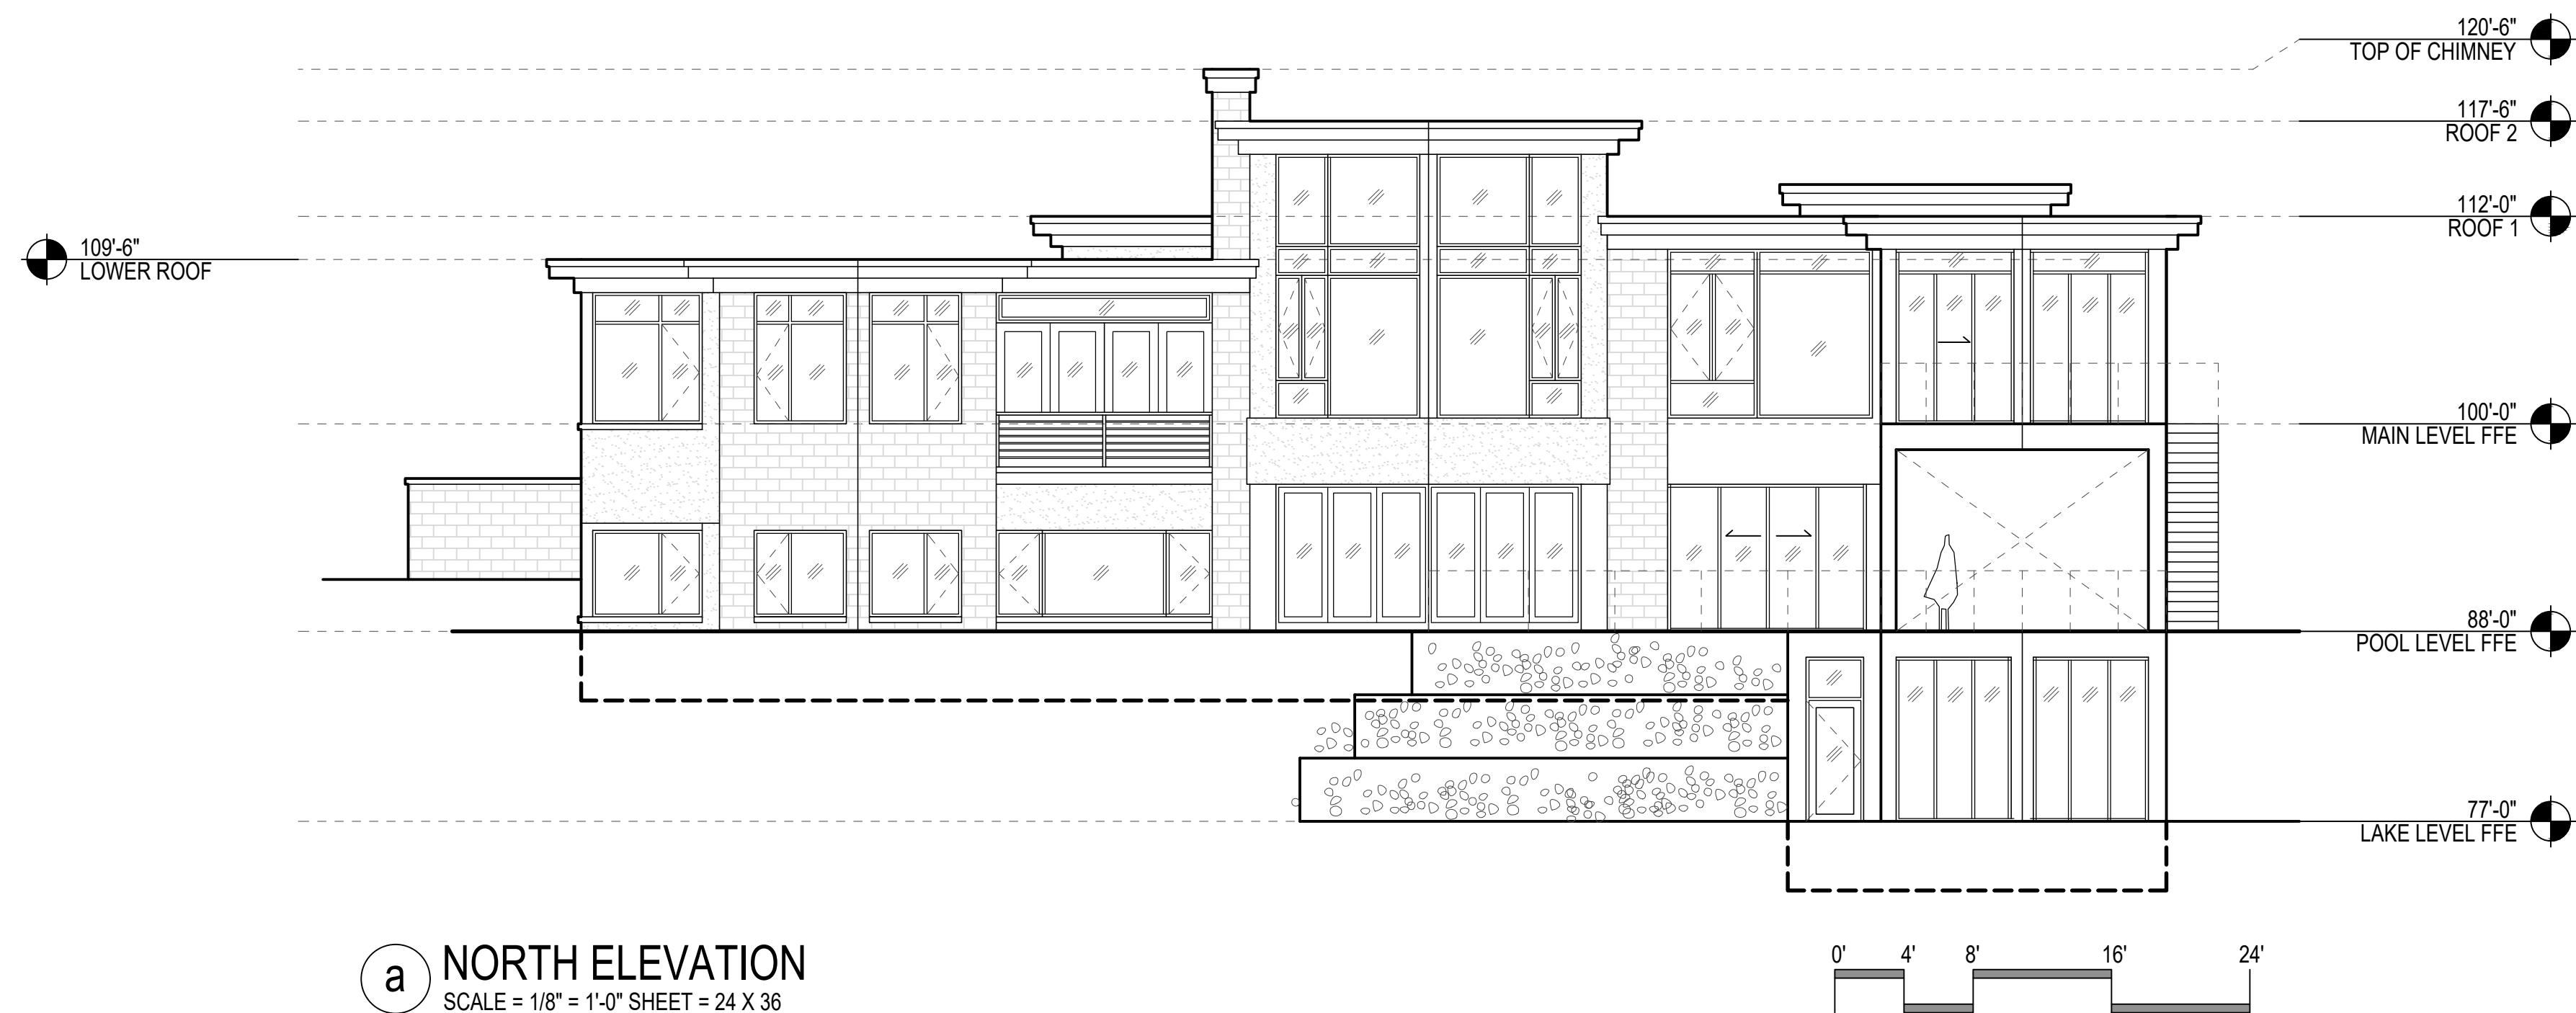 120'-6"
TOP OF CHIMNEY
117'-6"
ROOF 2
112'-0"
ROOF 1
109'-6"
LOWER ROOF
100'-0"
MAIN LEVEL FFE
88'-0"
POOL LEVEL FFE
77'-0"
LAKE LEVEL FFE
a
NORTH ELEVATION
SCALE = 1/8" = 1'-0" SHEET = 24 X 36
0' 4' 8' 16' 24'